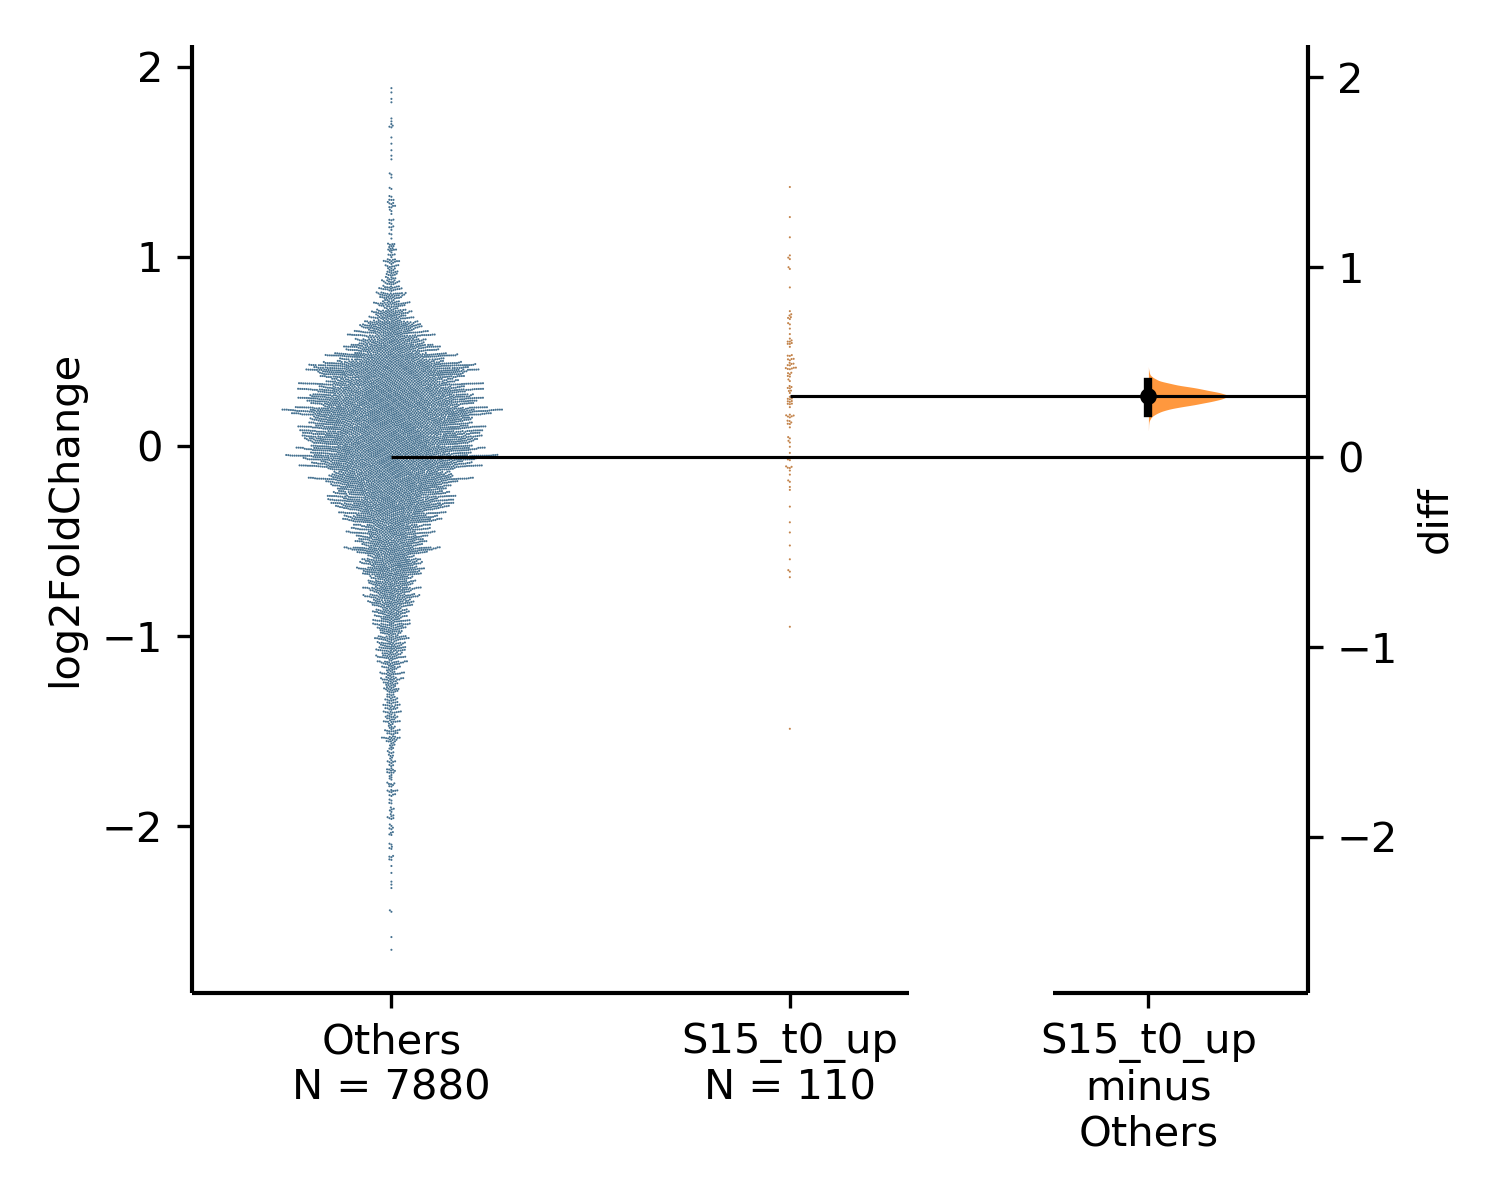 2
1
0
−1
−2
log2FoldChange
Others
N = 7880
S15_t0_up
N = 110
2
1
0
−1
−2
diff
S15_t0_up
minus
Others